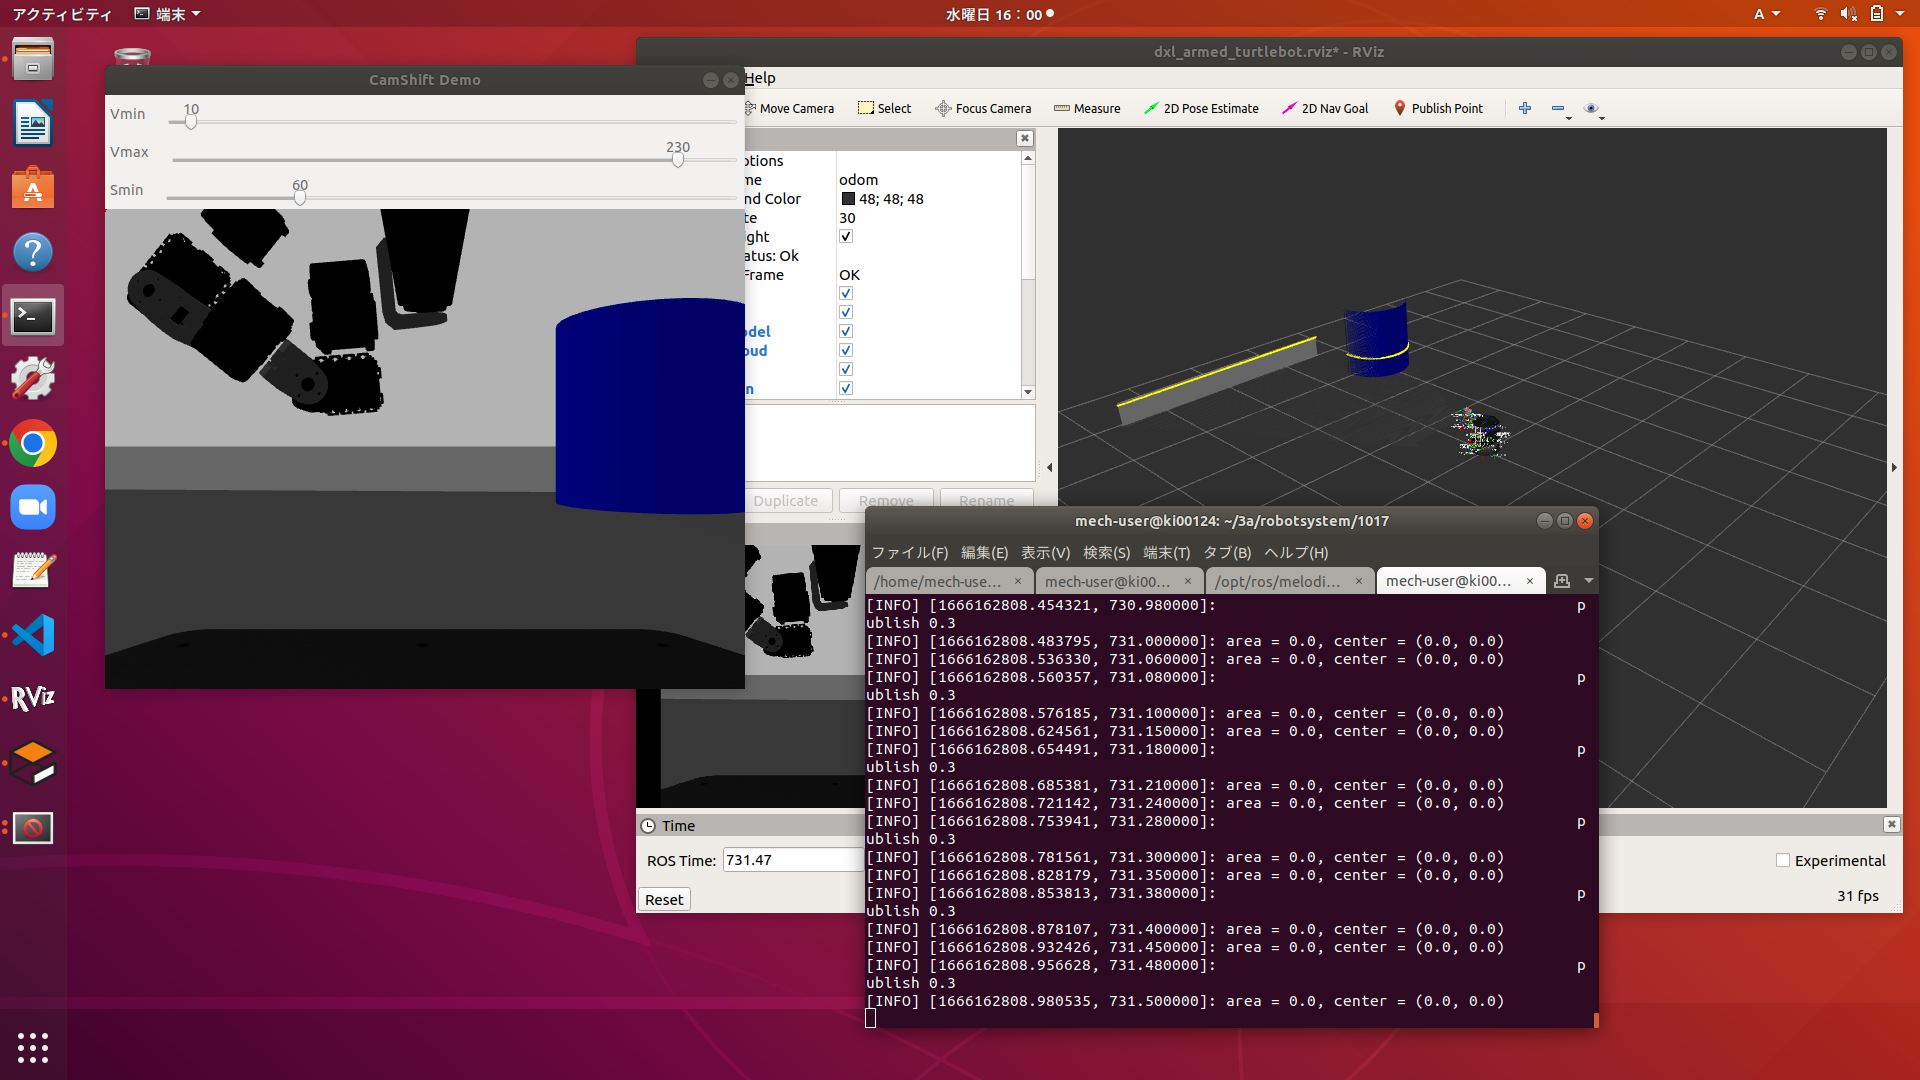 アクティビティ
端末
水曜日 16：00
A
dxl_armed_turtlebot.rviz* - RViz
CamShift Demo
Help
Vmin
10
Vmax
230
Smin
60
Move Camera
Select
Focus Camera
Measure
2D Pose Estimate
2D Nav Goal
Publish Point
ptions
me
odom
nd Color
48; 48; 48
te
30
ght
atus: Ok
Frame
OK
odel
oud
n
Duplicate
Remove
Rename
RViz
Time
ROS Time:
731.47
Reset
Experimental
31 fps
mech-user@ki00124: ~/3a/robotsystem/1017
ファイル(F) 編集(E) 表示(V) 検索(S) 端末(T) タブ(B) ヘルプ(H)
/home/mech-use...
mech-user@ki00...
/opt/ros/melodi...
mech-user@ki00...
[INFO] [1666162808.454321, 730.980000]: p
ublish 0.3
[INFO] [1666162808.483795, 731.000000]: area = 0.0, center = (0.0, 0.0)
[INFO] [1666162808.536330, 731.060000]: area = 0.0, center = (0.0, 0.0)
[INFO] [1666162808.560357, 731.080000]: p
ublish 0.3
[INFO] [1666162808.576185, 731.100000]: area = 0.0, center = (0.0, 0.0)
[INFO] [1666162808.624561, 731.150000]: area = 0.0, center = (0.0, 0.0)
[INFO] [1666162808.654491, 731.180000]: p
ublish 0.3
[INFO] [1666162808.685381, 731.210000]: area = 0.0, center = (0.0, 0.0)
[INFO] [1666162808.721142, 731.240000]: area = 0.0, center = (0.0, 0.0)
[INFO] [1666162808.753941, 731.280000]: p
ublish 0.3
[INFO] [1666162808.781561, 731.300000]: area = 0.0, center = (0.0, 0.0)
[INFO] [1666162808.828179, 731.350000]: area = 0.0, center = (0.0, 0.0)
[INFO] [1666162808.853813, 731.380000]: p
ublish 0.3
[INFO] [1666162808.878107, 731.400000]: area = 0.0, center = (0.0, 0.0)
[INFO] [1666162808.932426, 731.450000]: area = 0.0, center = (0.0, 0.0)
[INFO] [1666162808.956628, 731.480000]: p
ublish 0.3
[INFO] [1666162808.980535, 731.500000]: area = 0.0, center = (0.0, 0.0)